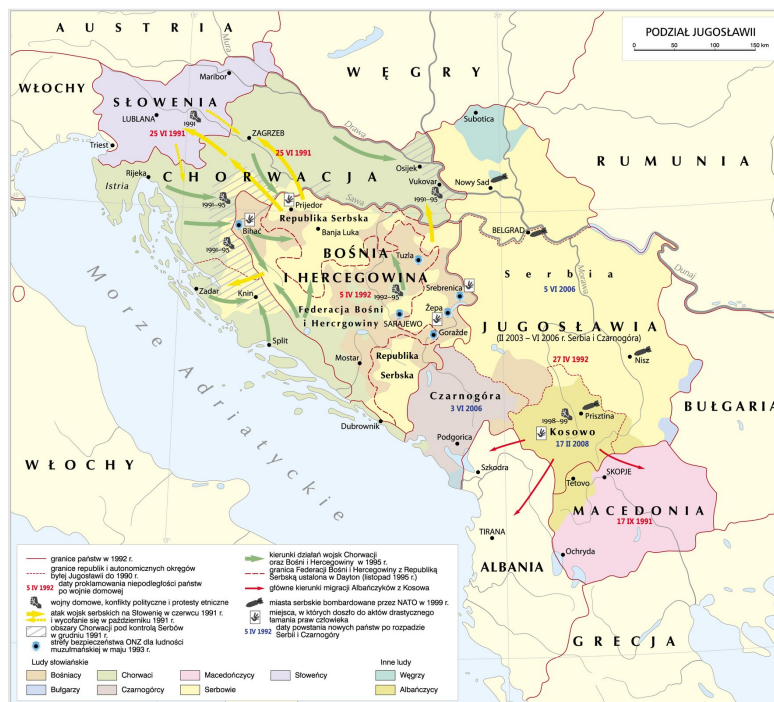 PODZIAŁ JUGOSŁAWII
0 50 100 150 km
AUSTRIA
Mura
WĘGRY
WŁOCHY
Maribor
SŁOWENIA
LUBLANA
1991
25 VI 1991
ZAGRZEB
25 VI 1991
Triest
Drawa
Subotica
RUMUNIA
Rijeka
Istria
CHORWACJA
Osijek
Vukovar
1991–95
Nowy Sad
1991–95
Prijedor
Sawa
Republika Serbska
Bihać
Banja Luka
BELGRAD
BOŚNIA
Tuzla
1991–95
I HERCEGOWINA
Serbia
5 VI 2006
Morawa
Dunaj
5 IV 1992
1992–95
Srebrenica
Zadar
Knin
Federacja Bośni
i Hercrgowiny
SARAJEWO
Żepa
Goražde
JUGOSŁAWIA
(II 2003 – VI 2006 r. Serbia i Czarnogóra)
Split
Mostar
Republika
Serbska
27 IV 1992
Nisz
Morze Adriatyckie
Czarnogóra
3 VI 2006
1998–99
Prisztina
Kosowo
17 II 2008
BUŁGARIA
Dubrownik
Podgorica
WŁOCHY
Szkodra
Tetovo
SKOPJE
MACEDONIA
17 IX 1991
TIRANA
ALBANIA
Ochryda
GRECJA
granice państw w 1992 r.
granice republik i autonomicznych okręgów
byłej Jugosławii do 1990 r.
5 IV 1992 daty proklamowania niepodległości państw
po wojnie domowej
wojny domowe, konflikty polityczne i protesty etniczne
atak wojsk serbskich na Słowenię w czerwcu 1991 r.
i wycofanie się w październiku 1991 r.
obszary Chorwacji pod kontrolą Serbów
w grudniu 1991 r.
strefy bezpieczeństwa ONZ dla ludności
muzułmańskiej w maju 1993 r.
kierunki działań wojsk Chorwacji
oraz Bośni i Hercegowiny w 1995 r.
granica Federacji Bośni i Hercegowiny z Republiką
Serbską ustalona w Dayton (listopad 1995 r.)
główne kierunki migracji Albańczyków z Kosowa
miasta serbskie bombardowane przez NATO w 1999 r.
miejsca, w których doszło do aktów drastycznego
łamania praw człowieka
5 IV 1992 daty powstania nowych państw po rozpadzie
Serbii i Czarnogóry
Ludy słowiańskie
Inne ludy
Bośniacy
Chorwaci
Macedończycy
Słoweńcy
Węgrzy
Bułgarzy
Czarnogórcy
Serbowie
Albańczycy